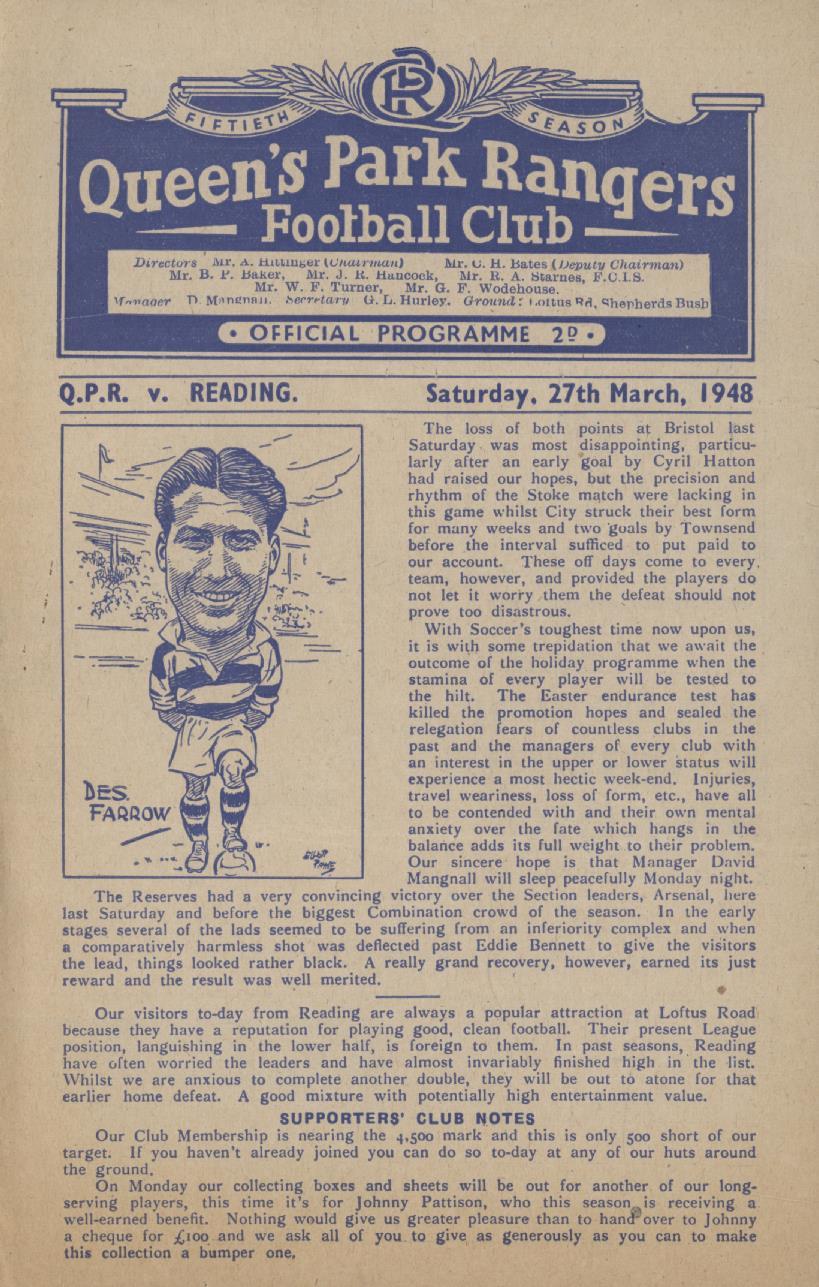 FIFTIETH SEASON
QPR
Queen's Park Rangers
Football Club
Directors Mr. A. Hittinger (Chairman) Mr. C. H. Bates (Deputy Chairman)
Mr. B. P. Baker, Mr. J. R. Hancock, Mr. R. A. Starnes, F.C.I.S.
Mr. W. F. Turner, Mr. G. F. Wodehouse.
Manager D. Mangnall. Secretary G. L. Hurley. Ground: Loftus Rd, Shepherds Bush
• OFFICIAL PROGRAMME 2D •
Q.P.R. v. READING. Saturday, 27th March, 1948
The loss of both points at Bristol last
Saturday was most disappointing, particu-
larly after an early goal by Cyril Hatton
had raised our hopes, but the precision and
rhythm of the Stoke match were lacking in
this game whilst City struck their best form
for many weeks and two goals by Townsend
before the interval sufficed to put paid to
our account. These off days come to every
team, however, and provided the players do
not let it worry them the defeat should not
prove too disastrous.
With Soccer's toughest time now upon us,
it is with some trepidation that we await the
outcome of the holiday programme when the
stamina of every player will be tested to
the hilt. The Easter endurance test has
killed the promotion hopes and sealed the
relegation fears of countless clubs in the
past and the managers of every club with
an interest in the upper or lower status will
experience a most hectic week-end. Injuries,
travel weariness, loss of form, etc., have all
to be contended with and their own mental
anxiety over the fate which hangs in the
balance adds its full weight to their problem.
Our sincere hope is that Manager David
Mangnall will sleep peacefully Monday night.
DES.
FARROW
The Reserves had a very convincing victory over the Section leaders, Arsenal, here
last Saturday and before the biggest Combination crowd of the season. In the early
stages several of the lads seemed to be suffering from an inferiority complex and when
a comparatively harmless shot was deflected past Eddie Bennett to give the visitors
the lead, things looked rather black. A really grand recovery, however, earned its just
reward and the result was well merited.
Our visitors to-day from Reading are always a popular attraction at Loftus Road
because they have a reputation for playing good, clean football. Their present League
position, languishing in the lower half, is foreign to them. In past seasons, Reading
have often worried the leaders and have almost invariably finished high in the list.
Whilst we are anxious to complete another double, they will be out to atone for that
earlier home defeat. A good mixture with potentially high entertainment value.
SUPPORTERS' CLUB NOTES
Our Club Membership is nearing the 4,500 mark and this is only 500 short of our
target. If you haven't already joined you can do so to-day at any of our huts around
the ground.
On Monday our collecting boxes and sheets will be out for another of our long-
serving players, this time it's for Johnny Pattison, who this season is receiving a
well-earned benefit. Nothing would give us greater pleasure than to hand over to Johnny
a cheque for £100 and we ask all of you to give as generously as you can to make
this collection a bumper one.